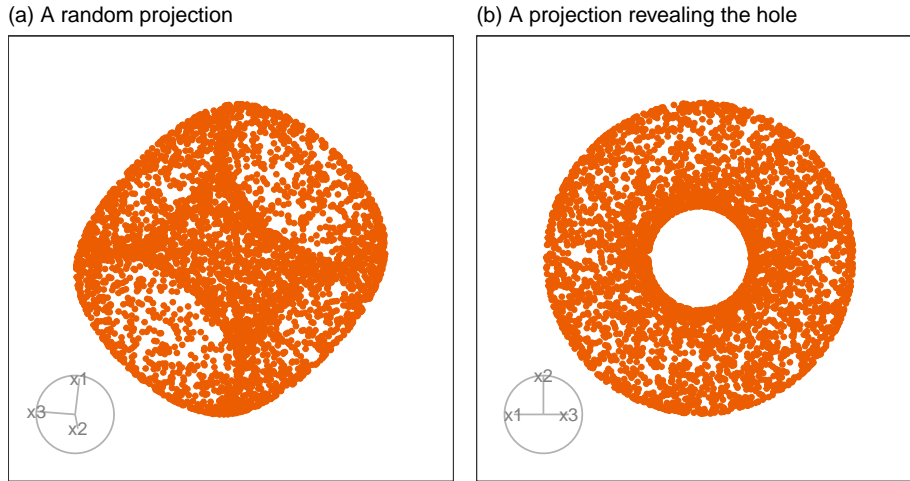 (a) A random projection
(b) A projection revealing the hole
x1
x3
x2
x2
x1
x3